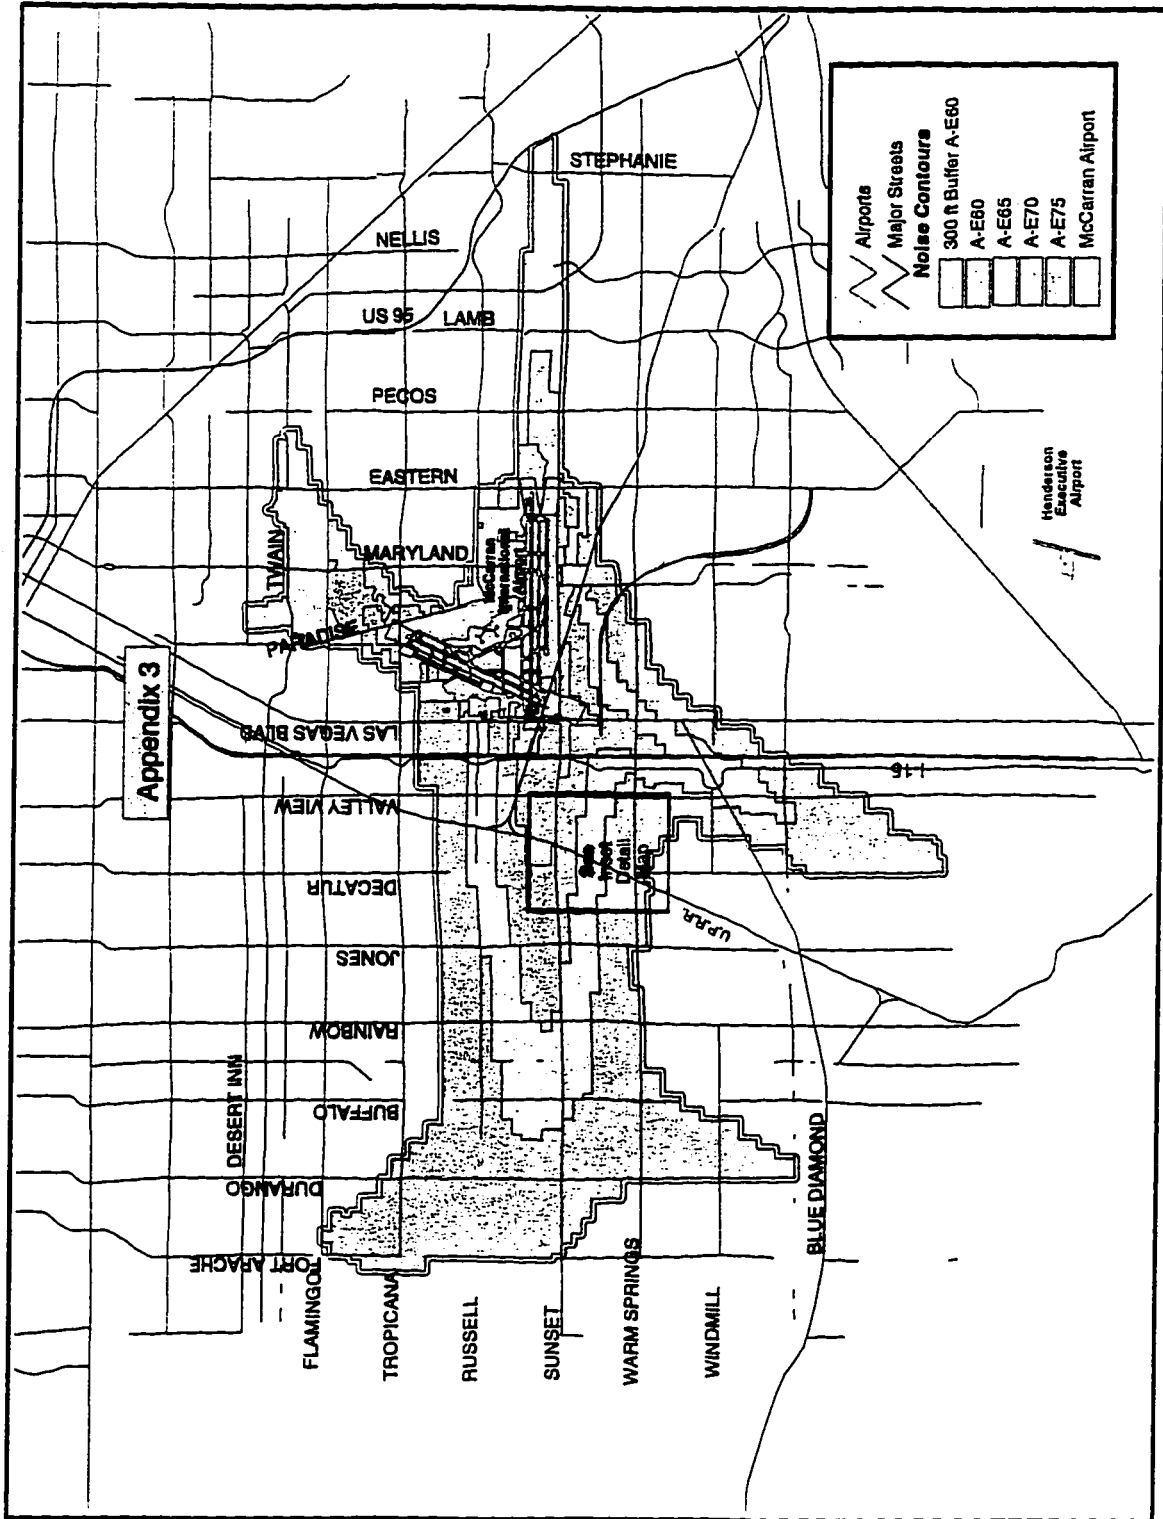 Appendix 3
STEPHANIE
NELLIS
US 95
LAMB
PECOS
EASTERN
MARYLAND
TWAIN
PARADISE
McCarran
International
Airport
LAS VEGAS BLVD
I-15
VALLEY VIEW
DECATUR
See
Inset
Detail
Map
U.P.R.R.
JONES
RAINBOW
BUFFALO
DESERT INN
DURANGO
FORT APACHE
FLAMINGO
TROPICANA
RUSSELL
SUNSET
WARM SPRINGS
WINDMILL
BLUE DIAMOND
Henderson
Executive
Airport
Airports
Major Streets
Noise Contours
300 ft Buffer A-E60
A-E60
A-E65
A-E70
A-E75
McCarran Airport